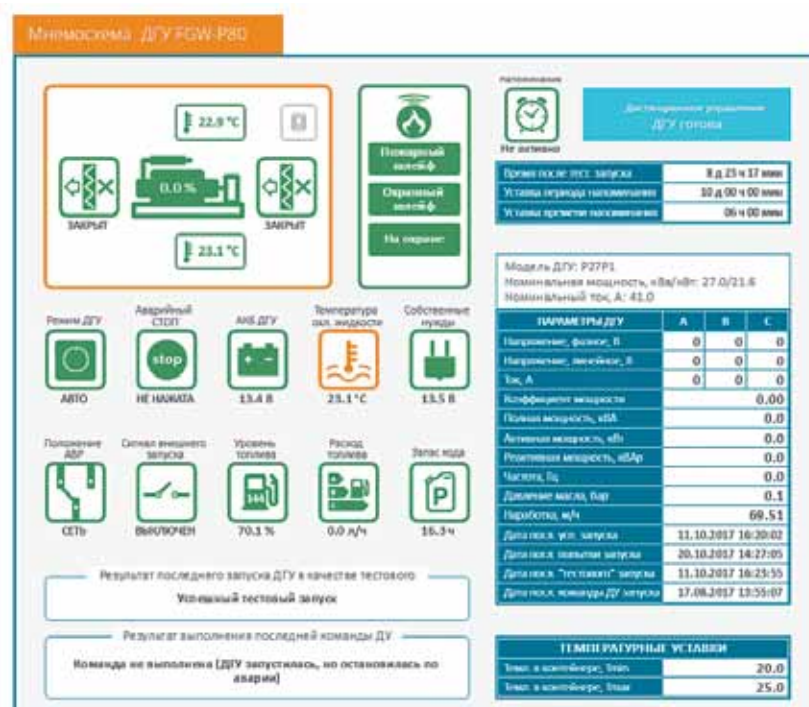 Мнемосхема ДГУ FGW-P80
22.9 °C
0.0 %
ЗАКРЫТ
ЗАКРЫТ
23.1 °C
Пожарный
шлейф
Охранный
шлейф
На охране
Напоминание
Не активно
Дистанционное управление
ДГУ готова
Время после тест. запуска 8 д 23 ч 17 мин
Уставка периода напоминания 10 д 00 ч 00 мин
Уставка времени напоминания 06 ч 00 мин
Модель ДГУ: P27P1
Номинальная мощность, кВа/кВт: 27.0/21.6
Номинальный ток, А: 41.0
ПАРАМЕТРЫ ДГУ А В С
Напряжение, фазное, В 0 0 0
Напряжение, линейное, В 0 0 0
Ток, А 0 0 0
Коэффициент мощности 0.00
Полная мощность, кВА 0.0
Активная мощность, кВт 0.0
Реактивная мощность, кВАр 0.0
Частота, Гц 0.0
Давление масла, бар 0.1
Наработка, м/ч 69.51
Дата посл. усп. запуска 11.10.2017 16:20:02
Дата посл. попытки запуска 20.10.2017 14:27:05
Дата посл. "тестового" запуска 11.10.2017 16:23:55
Дата посл. команды ДУ запуска 17.08.2017 13:55:07
Режим ДГУ
АВТО
Аварийный
СТОП
stop
НЕ НАЖАТА
АКБ ДГУ
13.4 В
Температура
охл. жидкости
23.1 °C
Собственные
нужды
13.5 В
Положение
АВР
СЕТЬ
Сигнал внешнего
запуска
ВЫКЛЮЧЕН
Уровень
топлива
144
70.1 %
Расход
топлива
0.0 л/ч
Запас хода
P
16.3 ч
Результат последнего запуска ДГУ в качестве тестового
Успешный тестовый запуск
Результат выполнения последней команды ДУ
Команда не выполнена (ДГУ запустилась, но остановилась по
аварии)
ТЕМПЕРАТУРНЫЕ УСТАВКИ
Темп. в контейнере, Tmin 20.0
Темп. в контейнере, Tmax 25.0